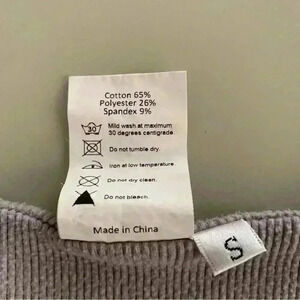 Cotton 65%
Polyester 26%
Spandex 9%
30
Mild wash at maximum
30 degrees centigrade
Do not tumble dry.
Iron at low temperature
Do not dry clean.
Do not bleach.
Made in China
S